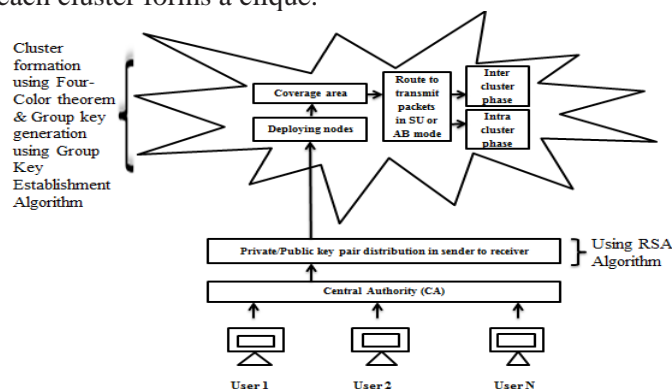 each cluster forms a clique.
Cluster
formation
using Four-
Color theorem
& Group key
generation
using Group
Key
Establishment
Algorithm
Coverage area
Deploying nodes
Route to
transmit
packets
in SU or
AB mode
Inter
cluster
phase
Intra
cluster
phase
Private/Public key pair distribution in sender to receiver
Using RSA
Algorithm
Central Authority (CA)
User 1
User 2
User N